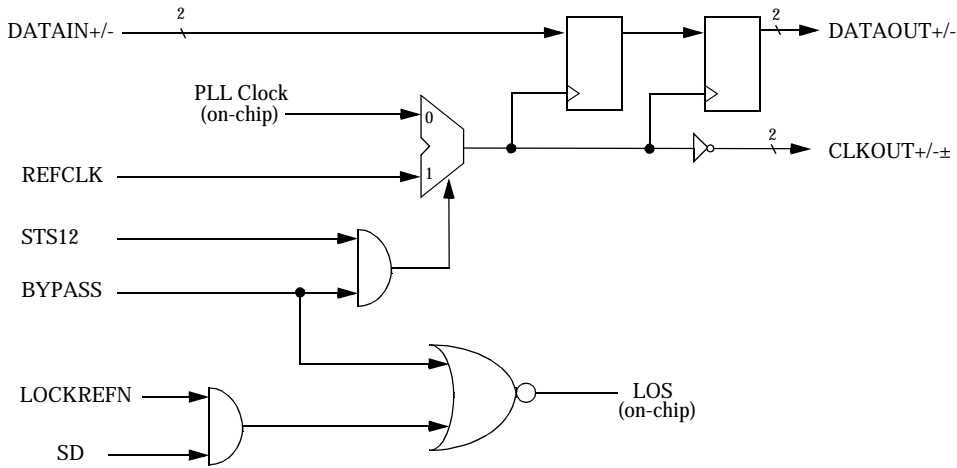 2
2
DATAIN+/-
DATAOUT+/-
PLL Clock
(on-chip)
0
2
CLKOUT+/-±
REFCLK
1
STS12
BYPASS
LOCKREFN
LOS
(on-chip)
SD